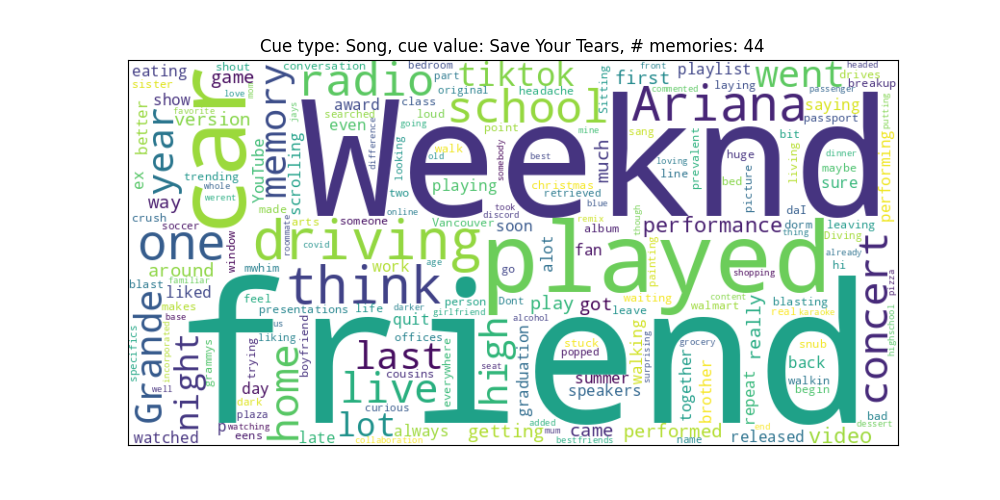 Cue type: Song, cue value: Save Your Tears, # memories: 44
eating
sister
shout
love
game
car
memory
conversation
radio
bedroom
part
tiktok
original
headache
Sitting
front
commented
first
playlist
laying
went
headed
drives
breakup
passenger
putting
better
ex
show
year
favorite
version
mom
searched
award
even
jays
difference
class
loud
going
school
point
Weeknd
Ariana
saying
passport
trending
whole
werent
YouTube
scrolling
looking
old
two
playing
walk
somebody
best
mine
christmas
retrieved
blue
much
sang
loving
line
prevalent
huge
bed
picture
bit
living
dinner
maybe
sure
performing
way
crush
soccer
one
window
made
arts
roommate
someone
online
Vancouver
took
discord
soon
remix
album
though
performance
daI
dorm
thing
leaving
Diving
already
hi
driving
covid
age
work
go
alot
fan
painting
played
shopping
concert
pizza
around
blast
familiar
liked
makes
base
mwhim
feel
presentations
us
think
life
person
girlfriend
Dont
play
got
leave
waiting
walmart
content
blasting
real
karaoke
highschool
Grande
specifics
incorporated
well
night
grammys
trying
liking
home
boyfriend
darker
quit
offices
last
cousins
everywhere
high
seat
alcohol
stuck
popped
summer
speakers
walking
surprising
grocery
together
brother
repeat
really
snub
back
walkin
begin
friend
day
dark
plaza
p
watching
eens
late
live
curious
lot
always
collaboration
getting
graduation
added
mum
came
bestfriends
performed
name
released
end
video
bad
dessert
watched